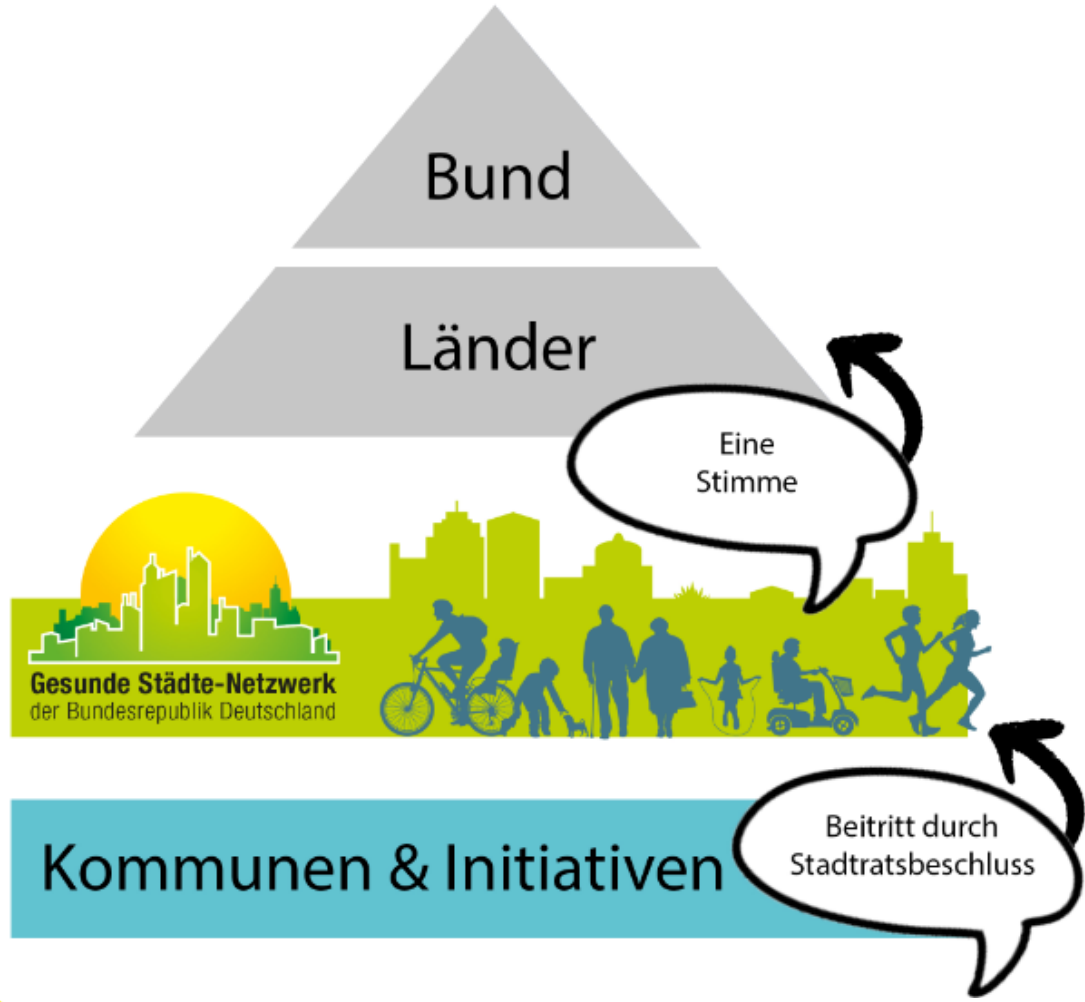 Bund
Länder
Eine
Stimme
Gesunde Städte-Netzwerk
der Bundesrepublik Deutschland
Beitritt durch
Stadtratsbeschluss
Kommunen & Initiativen